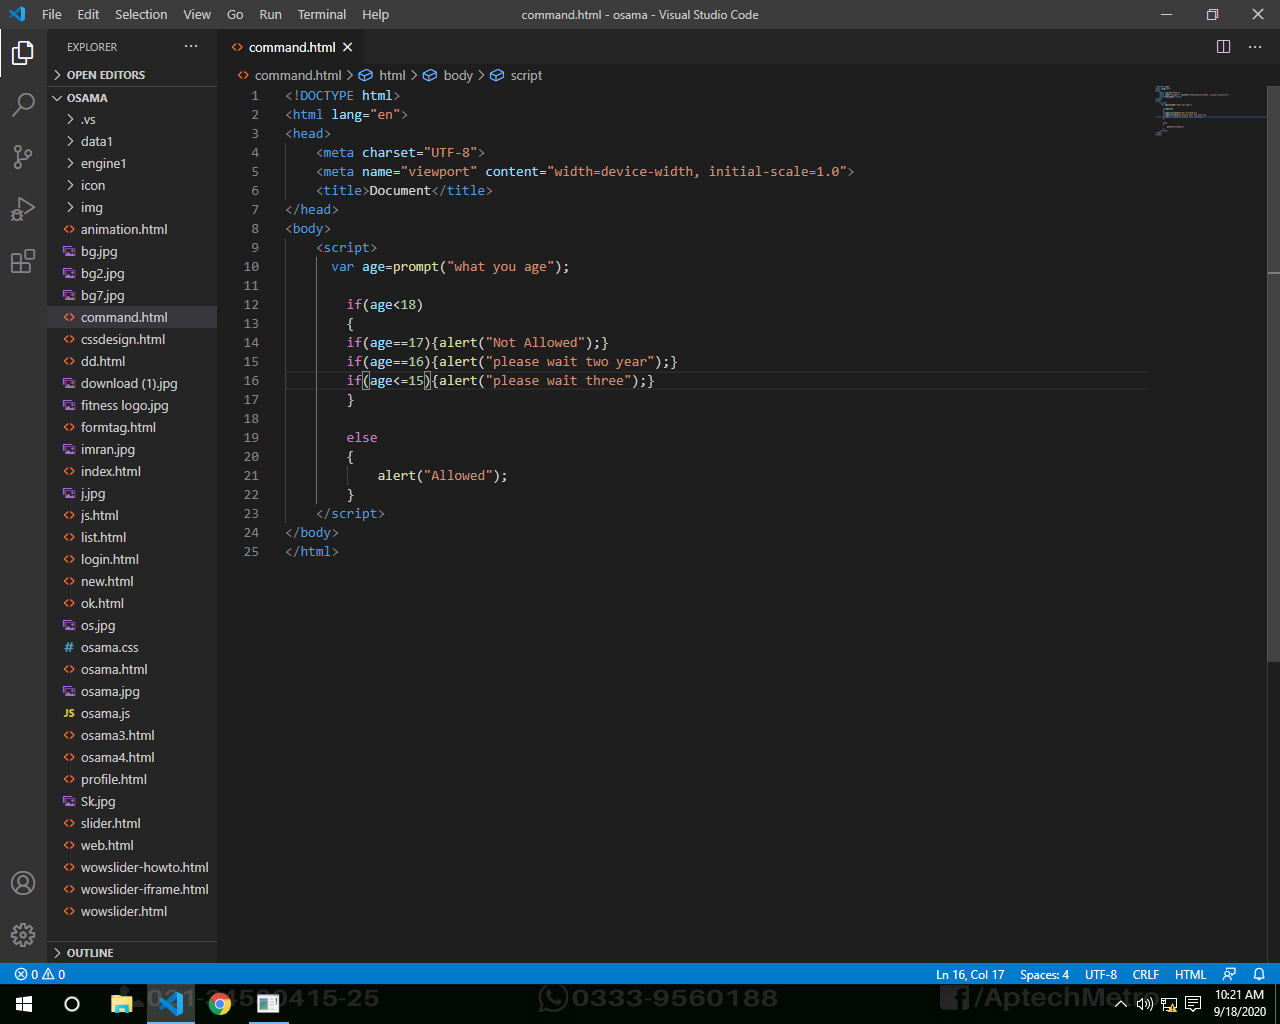 File Edit Selection View Go Run Terminal Help command.html - osama - Visual Studio Code
EXPLORER
command.html
OPEN EDITORS
OSAMA
.vs
data1
engine1
icon
img
animation.html
bg.jpg
bg2.jpg
bg7.jpg
command.html
cssdesign.html
dd.html
download (1).jpg
fitness logo.jpg
formtag.html
imran.jpg
index.html
j.jpg
js.html
list.html
login.html
new.html
ok.html
os.jpg
# osama.css
osama.html
osama.jpg
JS osama.js
osama3.html
osama4.html
profile.html
Sk.jpg
slider.html
web.html
wowslider-howto.html
wowslider-iframe.html
wowslider.html
OUTLINE
command.html > html > body > script
1 <!DOCTYPE html>
2 <html lang="en">
3 <head>
4 <meta charset="UTF-8">
5 <meta name="viewport" content="width=device-width, initial-scale=1.0">
6 <title>Document</title>
7 </head>
8 <body>
9 <script>
10 var age=prompt("what you age");
11
12 if(age<18)
13 {
14 if(age==17){alert("Not Allowed");}
15 if(age==16){alert("please wait two year");}
16 if(age<=15){alert("please wait three");}
17 }
18
19 else
20 {
21 alert("Allowed");
22 }
23 </script>
24 </body>
25 </html>
0 0 Ln 16, Col 17 Spaces: 4 UTF-8 CRLF HTML
0333-9560188
/AptechMetro
10:21 AM
9/18/2020